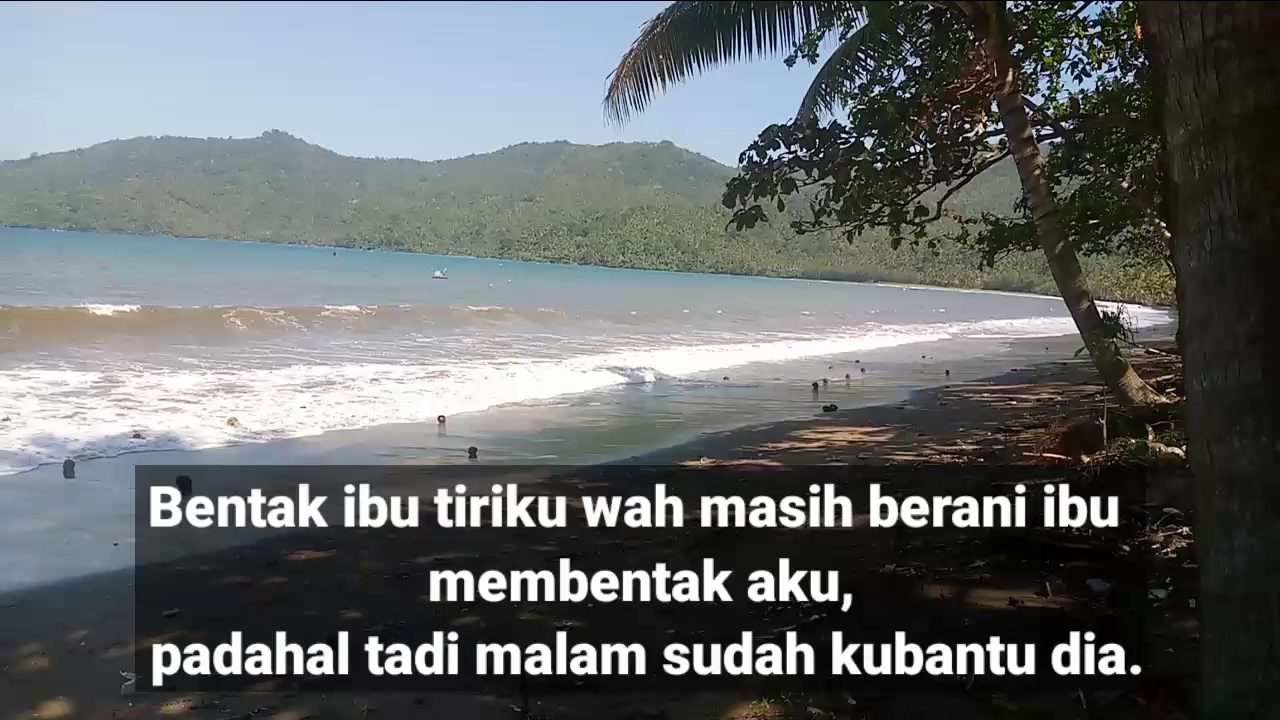 Bentak ibu tiriku wah masih berani ibu
membentak aku,
padahal tadi malam sudah kubantu dia.